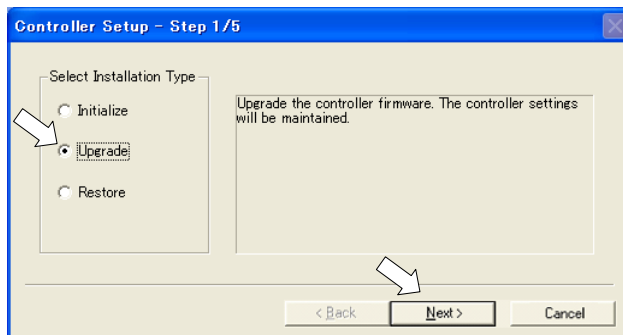 Controller Setup - Step 1/5
Select Installation Type
Initialize
Upgrade
Restore
Upgrade the controller firmware. The controller settings
will be maintained.
< Back
Next >
Cancel